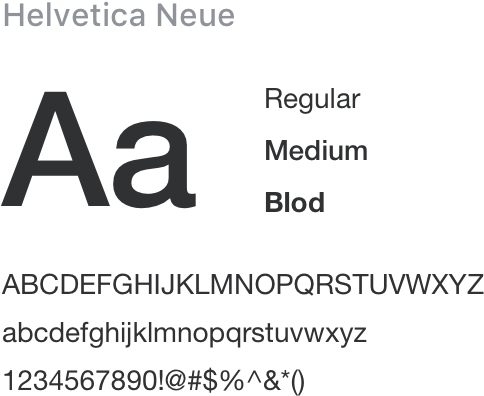 Helvetica Neue
Aa
Regular
Medium
Blod
ABCDEFGHIJKLMNOPQRSTUVWXYZ
abcdefghijklmnopqrstuvwxyz
1234567890!@#$%^&*()